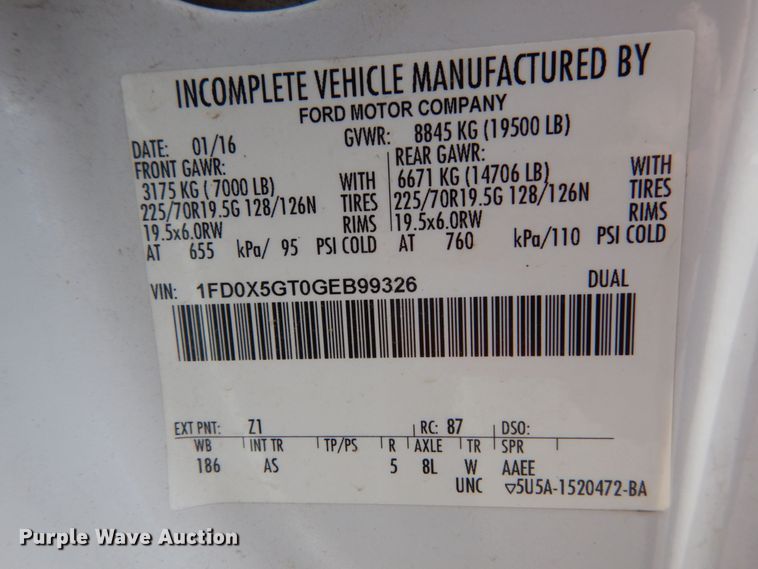 INCOMPLETE VEHICLE MANUFACTURED BY
FORD MOTOR COMPANY
DATE: 01/16 GVWR: 8845 KG (19500 LB)
FRONT GAWR: REAR GAWR:
3175 KG ( 7000 LB) WITH 6671 KG (14706 LB) WITH
225/70R19.5G 128/126N TIRES 225/70R19.5G 128/126N TIRES
19.5x6.0RW RIMS 19.5x6.0RW RIMS
AT 655 kPa/ 95 PSI COLD AT 760 kPa/110 PSI COLD
VIN: 1FD0X5GT0GEB99326 DUAL
EXT PNT: Z1 RC: 87 DSO:
WB INT TR TP/PS R AXLE TR SPR
186 AS 5 8L W AAEE
UNC ▽5U5A-1520472-BA
Purple Wave Auction